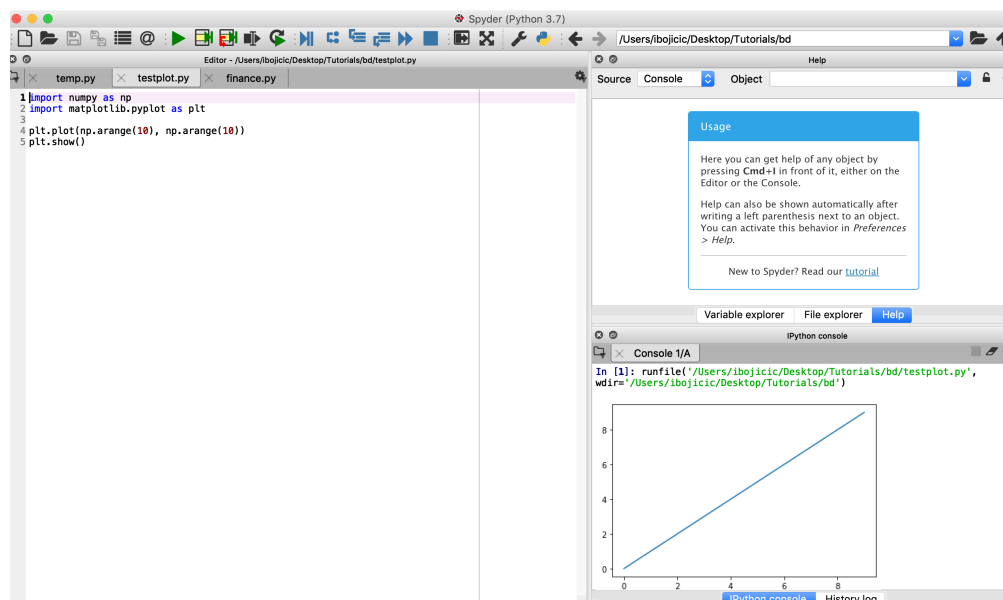 Spyder (Python 3.7)
/Users/ibojicic/Desktop/Tutorials/bd
Editor - /Users/ibojicic/Desktop/Tutorials/bd/testplot.py
temp.py
testplot.py
finance.py
1 import numpy as np
2 import matplotlib.pyplot as plt
3
4 plt.plot(np.arange(10), np.arange(10))
5 plt.show()
Help
Source Console Object
Usage
Here you can get help of any object by
pressing Cmd+I in front of it, either on the
Editor or the Console.
Help can also be shown automatically after
writing a left parenthesis next to an object.
You can activate this behavior in Preferences
> Help.
New to Spyder? Read our tutorial
Variable explorer File explorer Help
IPython console
Console 1/A
In [1]: runfile('/Users/ibojicic/Desktop/Tutorials/bd/testplot.py',
wdir='/Users/ibojicic/Desktop/Tutorials/bd')
8
6
4
2
0
0 2 4 6 8
IPython console History log